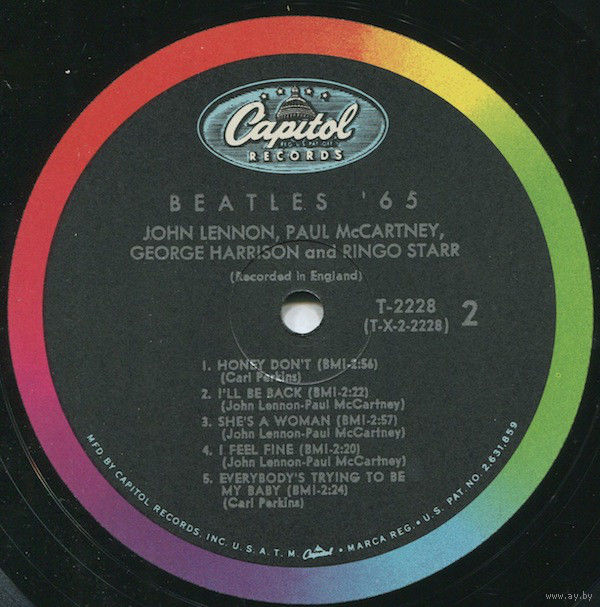 Capitol
REG. U.S. PAT. OFF.
RECORDS
BEATLES '65
JOHN LENNON, PAUL McCARTNEY,
GEORGE HARRISON and RINGO STARR
(Recorded in England)
T-2228
(T-X-2-2228)
2
1. HONEY DON'T (BMI-2:56)
(Carl Perkins)
2. I'LL BE BACK (BMI-2:22)
(John Lennon-Paul McCartney)
3. SHE'S A WOMAN (BMI-2:57)
(John Lennon-Paul McCartney)
4. I FEEL FINE (BMI-2:20)
(John Lennon-Paul McCartney)
5. EVERYBODY'S TRYING TO BE
MY BABY (BMI-2:24)
(Carl Perkins)
MFD. BY CAPITOL RECORDS, INC. U.S.A. T.M. Capitol • MARCA REG. • U.S. PAT. NO. 2,631,859
www.ay.by